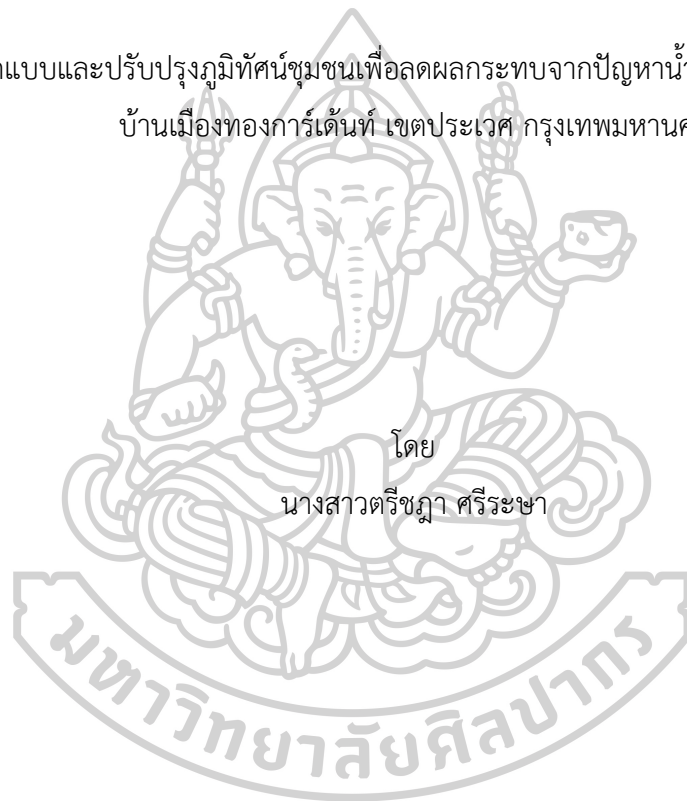 แบบและปรับปรุงภูมิทัศน์ชุมชนเพื่อลดผลกระทบจากปัญหาน้ำ
บ้านเมืองทองการ์เด้นท์ เขตประเวศ กรุงเทพมหานค
โดย
นางสาวตรีชฎา ศรีระษา
มหาวิทยาลัยศิลปากร